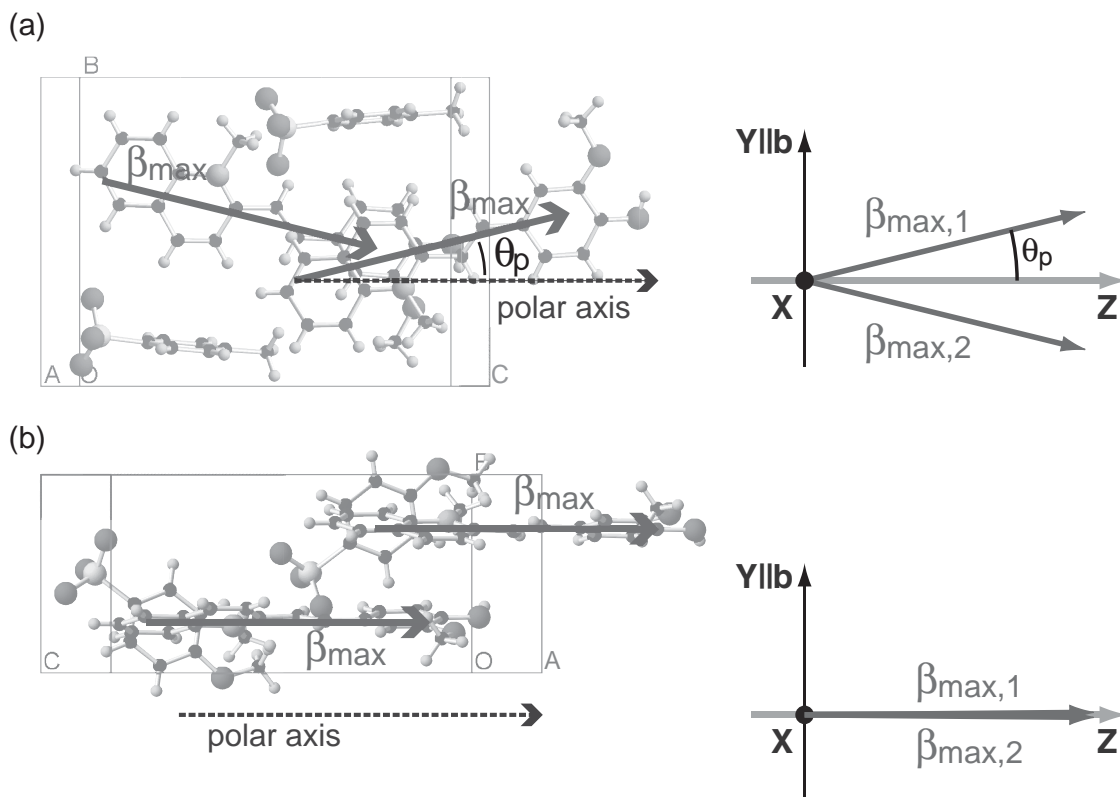 (a)
B
βmax
βmax
θp
polar axis
A
O
C
Y||b
βmax,1
θp
X
Z
βmax,2
(b)
B
βmax
βmax
C
O
A
polar axis
Y||b
βmax,1
X
Z
βmax,2